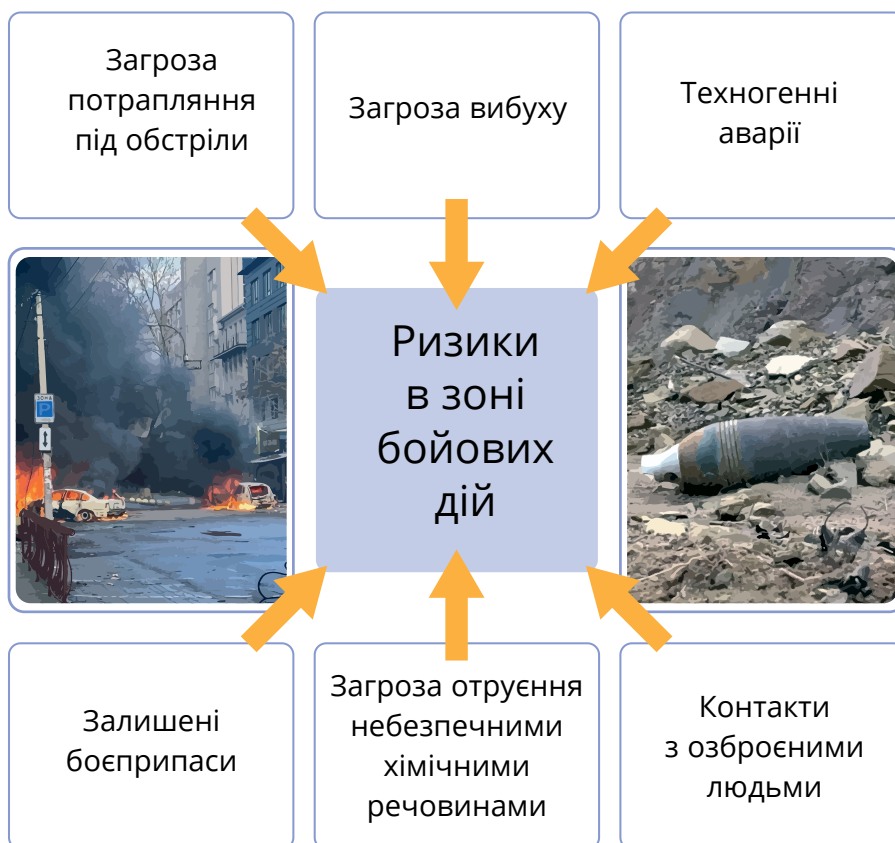 Загроза
потрапляння
під обстріли
Загроза вибуху
Техногенні
аварії
ЗОНА
P
Ризики
в зоні
бойових
дій
Залишені
боєприпаси
Загроза отруєння
небезпечними
хімічними
речовинами
Контакти
з озброєними
людьми